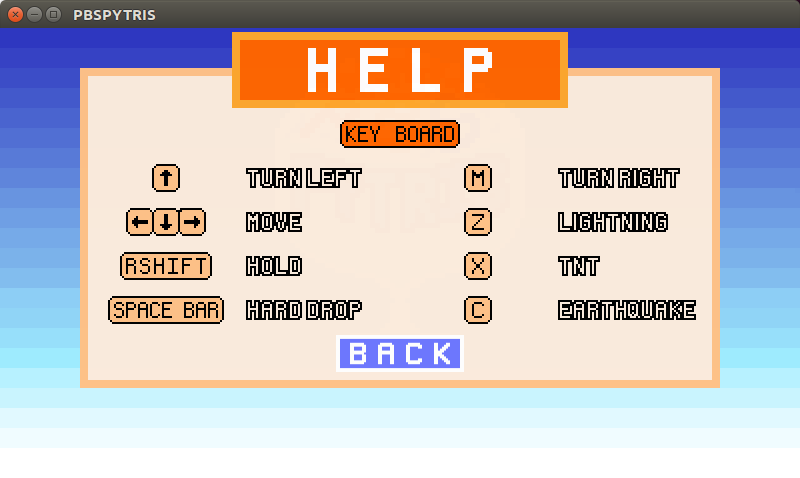 PBSPYTRIS
HELP
KEY BOARD
↑ TURN LEFT M TURN RIGHT
← ↓ → MOVE Z LIGHTNING
RSHIFT HOLD X TNT
SPACE BAR HARD DROP C EARTHQUAKE
BACK